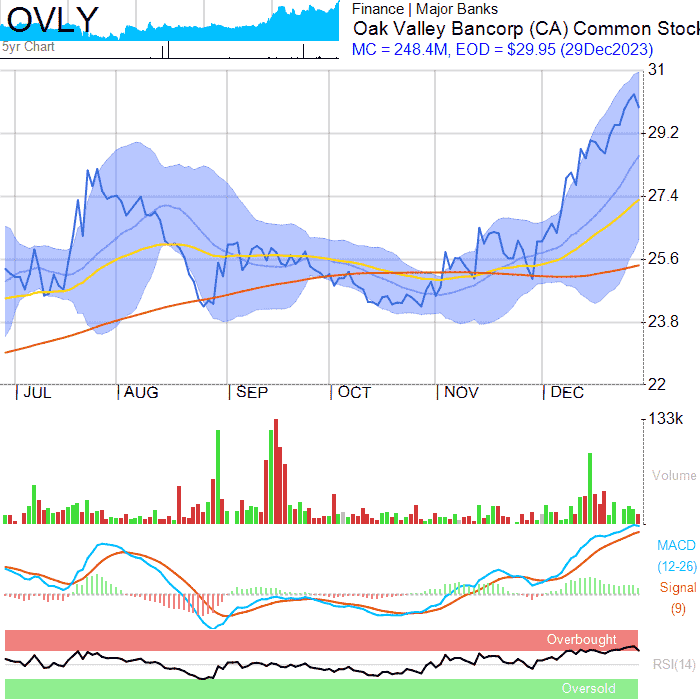 OVLY
5yr Chart
Finance | Major Banks
Oak Valley Bancorp (CA) Common Stock
MC = 248.4M, EOD = $29.95 (29Dec2023)
31
29.2
27.4
25.6
23.8
22
JUL AUG SEP OCT NOV DEC
133k
Volume
MACD
(12-26)
Signal
(9)
Overbought
RSI(14)
Oversold